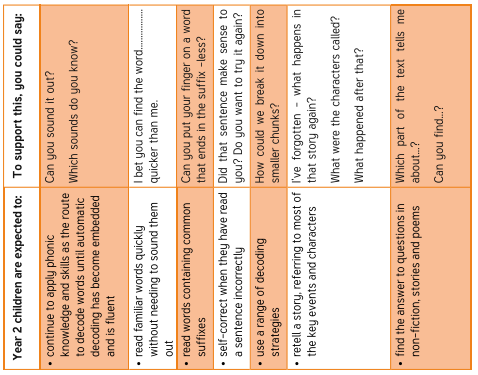 Year 2 children are expected to:
To support this, you could say:
• continue to apply phonic
knowledge and skills as the route
to decode words until automatic
decoding has become embedded
and is fluent
Can you sound it out?
Which sounds do you know?
• read familiar words quickly
without needing to sound them
out
I bet you can find the word..................
quicker than me.
• read words containing common
suffixes
Can you put your finger on a word
that ends in the suffix -less?
• self-correct when they have read
a sentence incorrectly
Did that sentence make sense to
you? Do you want to try it again?
• use a range of decoding
strategies
How could we break it down into
smaller chunks?
• retell a story, referring to most of
the key events and characters
I've forgotten – what happens in
that story again?
What were the characters called?
What happened after that?
• find the answer to questions in
non-fiction, stories and poems
Which part of the text tells me
about...?
Can you find...?